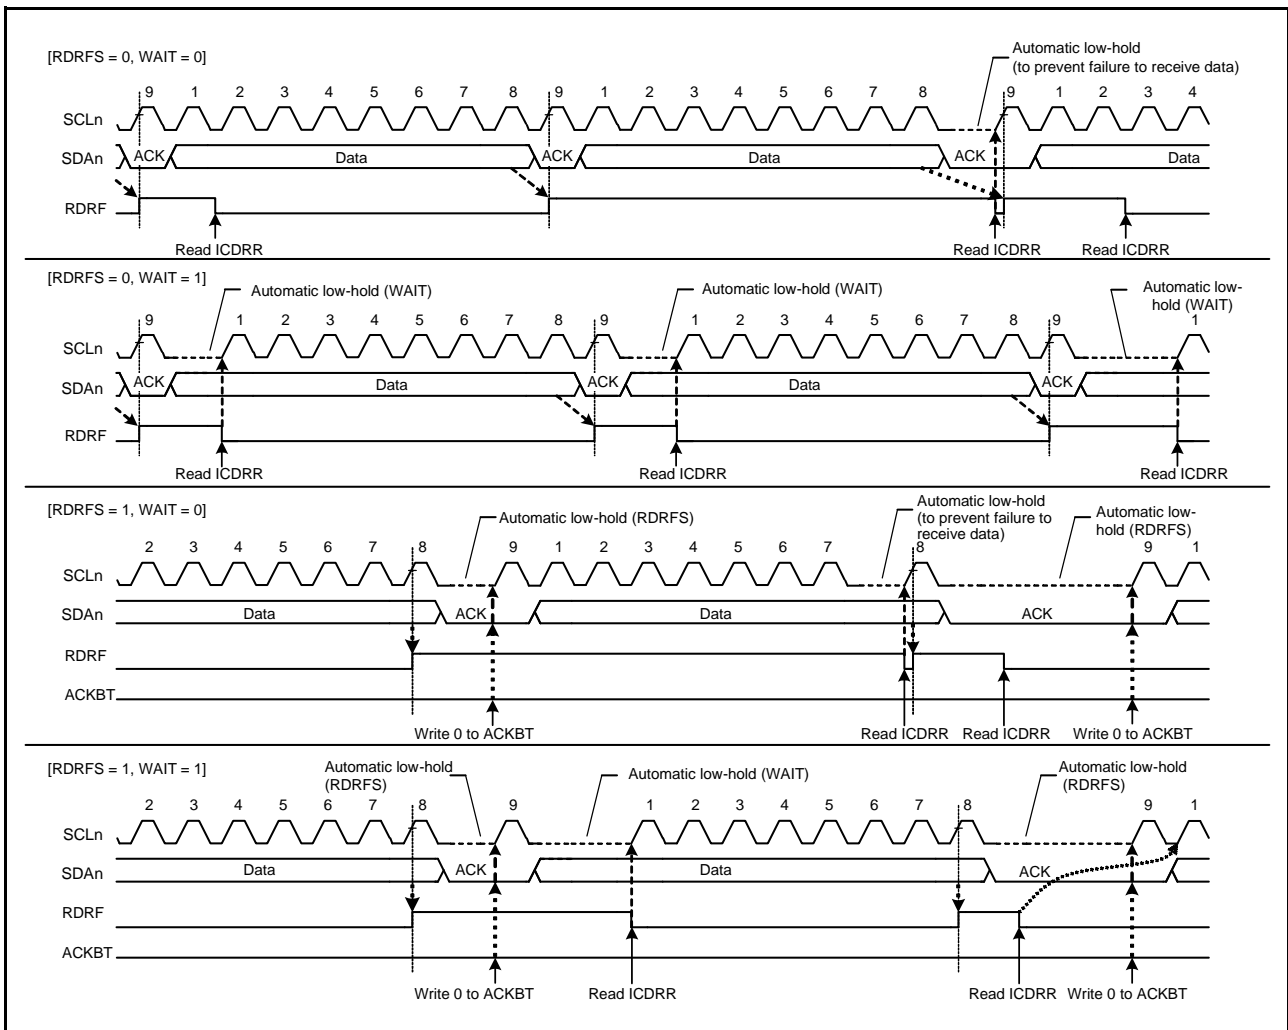 [RDRFS = 0, WAIT = 0]
Automatic low-hold
(to prevent failure to receive data)
9 1 2 3 4 5 6 7 8 9 1 2 3 4 5 6 7 8 9 1 2 3 4
SCLn
SDAn ACK Data ACK Data ACK Data
RDRF
Read ICDRR Read ICDRR Read ICDRR
[RDRFS = 0, WAIT = 1]
Automatic low-hold (WAIT) Automatic low-hold (WAIT) Automatic low-
hold (WAIT)
9 1 2 3 4 5 6 7 8 9 1 2 3 4 5 6 7 8 9 1
SCLn
SDAn ACK Data ACK Data ACK
RDRF
Read ICDRR Read ICDRR Read ICDRR
[RDRFS = 1, WAIT = 0]
Automatic low-hold (RDRFS)
Automatic low-hold
(to prevent failure to
receive data)
Automatic low-
hold (RDRFS)
2 3 4 5 6 7 8 9 1 2 3 4 5 6 7 8 9 1
SCLn
SDAn Data ACK Data ACK
RDRF
ACKBT
Write 0 to ACKBT Read ICDRR Read ICDRR Write 0 to ACKBT
[RDRFS = 1, WAIT = 1]
Automatic low-hold
(RDRFS)
Automatic low-hold (WAIT)
Automatic low-hold
(RDRFS)
2 3 4 5 6 7 8 9 1 2 3 4 5 6 7 8 9 1
SCLn
SDAn Data ACK Data ACK
RDRF
ACKBT
Write 0 to ACKBT Read ICDRR Read ICDRR Write 0 to ACKBT